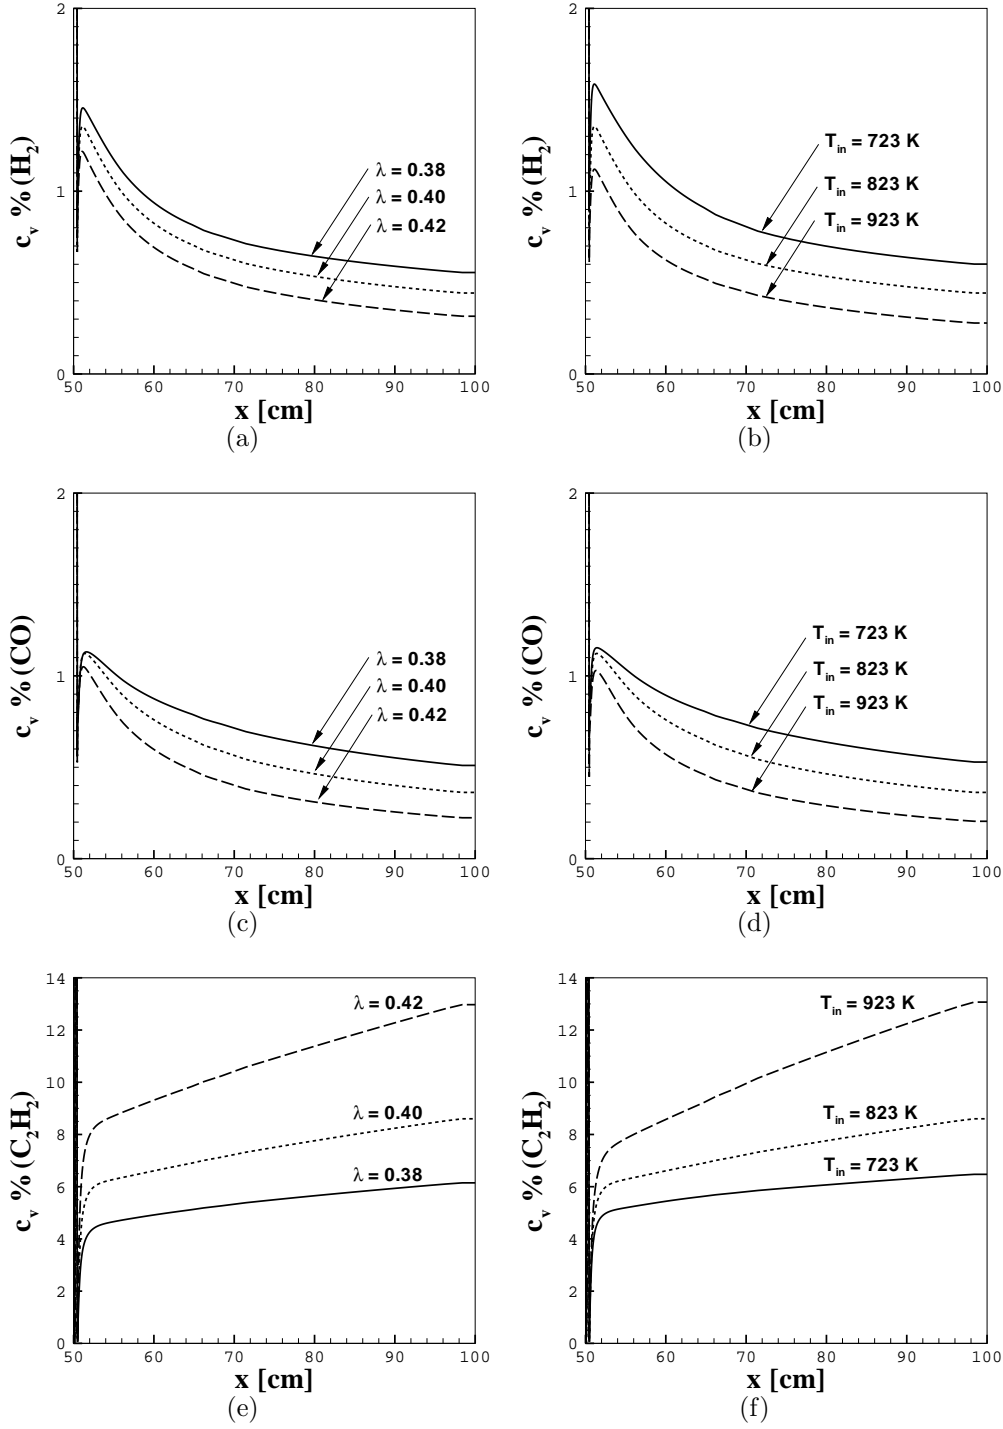 2
1
0
c_v % (H_2)
λ = 0.38
λ = 0.40
λ = 0.42
50 60 70 80 90 100
x [cm]
(a)
2
1
0
c_v % (H_2)
T_in = 723 K
T_in = 823 K
T_in = 923 K
50 60 70 80 90 100
x [cm]
(b)
2
1
0
c_v % (CO)
λ = 0.38
λ = 0.40
λ = 0.42
50 60 70 80 90 100
x [cm]
(c)
2
1
0
c_v % (CO)
T_in = 723 K
T_in = 823 K
T_in = 923 K
50 60 70 80 90 100
x [cm]
(d)
14
12
10
8
6
4
2
0
c_v % (C_2H_2)
λ = 0.42
λ = 0.40
λ = 0.38
50 60 70 80 90 100
x [cm]
(e)
14
12
10
8
6
4
2
0
c_v % (C_2H_2)
T_in = 923 K
T_in = 823 K
T_in = 723 K
50 60 70 80 90 100
x [cm]
(f)